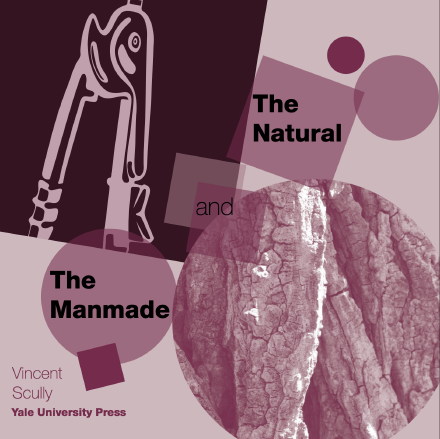 The
Natural
and
The
Manmade
Vincent
Scully
Yale University Press